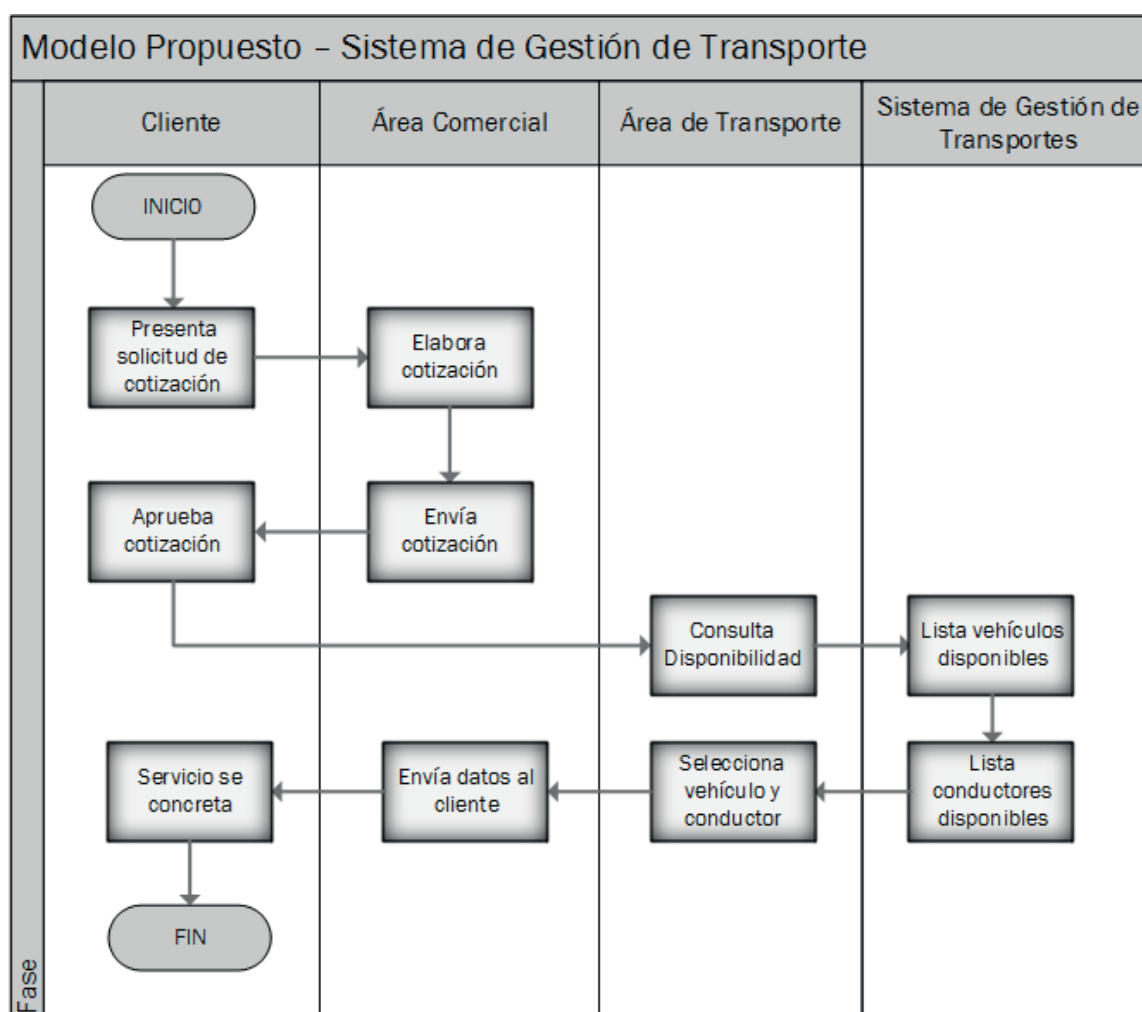 Modelo Propuesto – Sistema de Gestión de Transporte
Cliente
Área Comercial
Área de Transporte
Sistema de Gestión de
Transportes
INICIO
Presenta
solicitud de
cotización
Elabora
cotización
Aprueba
cotización
Envía
cotización
Consulta
Disponibilidad
Lista vehículos
disponibles
Servicio se
concreta
Envía datos al
cliente
Selecciona
vehículo y
conductor
Lista
conductores
disponibles
FIN
Fase